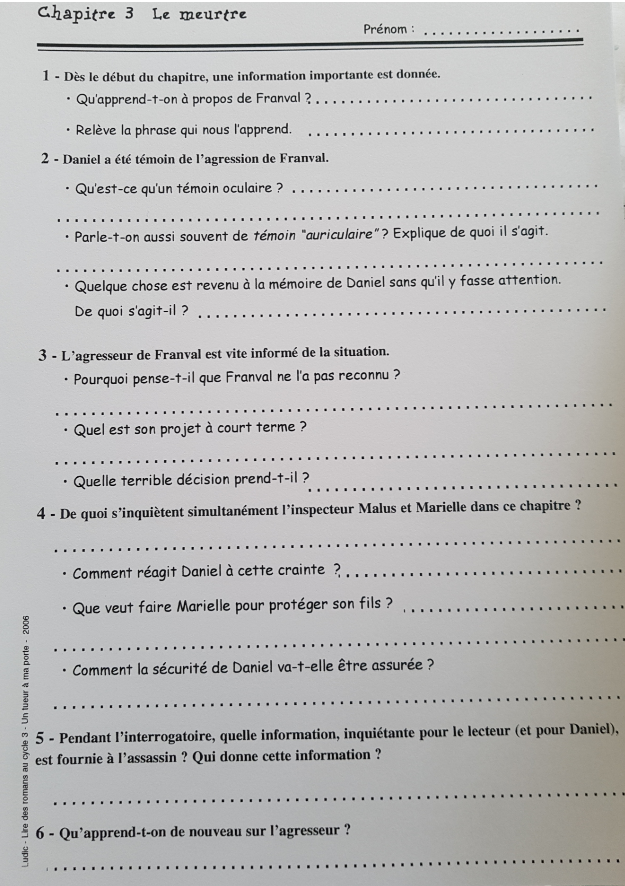 Chapitre 3 Le meurtre
Prénom : . . . . . . . . . . . . . . . . . . . .
1 - Dès le début du chapitre, une information importante est donnée.
• Qu'apprend-t-on à propos de Franval ? . . . . . . . . . . . . . . . . . . . .
• Relève la phrase qui nous l'apprend. . . . . . . . . . . . . . . . . . . . .
2 - Daniel a été témoin de l'agression de Franval.
• Qu'est-ce qu'un témoin oculaire ? . . . . . . . . . . . . . . . . . . . .
• Parle-t-on aussi souvent de témoin "auriculaire" ? Explique de quoi il s'agit.
• Quelque chose est revenu à la mémoire de Daniel sans qu'il y fasse attention.
De quoi s'agit-il ? . . . . . . . . . . . . . . . . . . . .
3 - L'agresseur de Franval est vite informé de la situation.
• Pourquoi pense-t-il que Franval ne l'a pas reconnu ?
• Quel est son projet à court terme ?
• Quelle terrible décision prend-t-il ? . . . . . . . . . . . . . . . . . . . .
4 - De quoi s'inquiètent simultanément l'inspecteur Malus et Marielle dans ce chapitre ?
• Comment réagit Daniel à cette crainte ? . . . . . . . . . . . . . . . . . . . .
• Que veut faire Marielle pour protéger son fils ? . . . . . . . . . . . . . . . . . . . .
• Comment la sécurité de Daniel va-t-elle être assurée ?
5 - Pendant l'interrogatoire, quelle information, inquiétante pour le lecteur (et pour Daniel),
est fournie à l'assassin ? Qui donne cette information ?
6 - Qu'apprend-t-on de nouveau sur l'agresseur ?
Ludic - Lire des romans au cycle 3 - Un tueur à ma porte - 2006